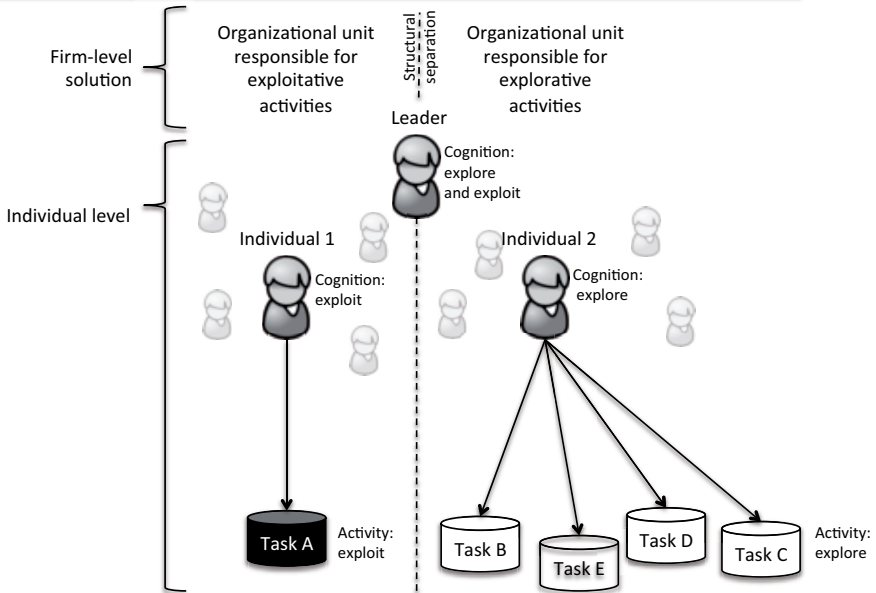 Firm-level
solution
Organizational unit
responsible for
exploitative
activities
Structural
separation
Organizational unit
responsible for
explorative
activities
Leader
Cognition:
explore
and exploit
Individual level
Individual 1
Cognition:
exploit
Individual 2
Cognition:
explore
Task A
Activity:
exploit
Task B
Task E
Task D
Task C
Activity:
explore